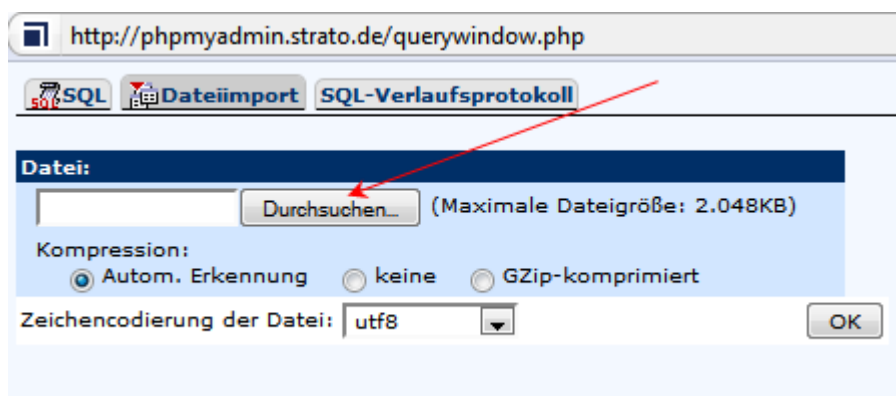 http://phpmyadmin.strato.de/querywindow.php
SQL SQL Dateiimport SQL-Verlaufsprotokoll
Datei:
Durchsuchen... (Maximale Dateigröße: 2.048KB)
Kompression:
Autom. Erkennung keine GZip-komprimiert
Zeichencodierung der Datei: utf8 OK